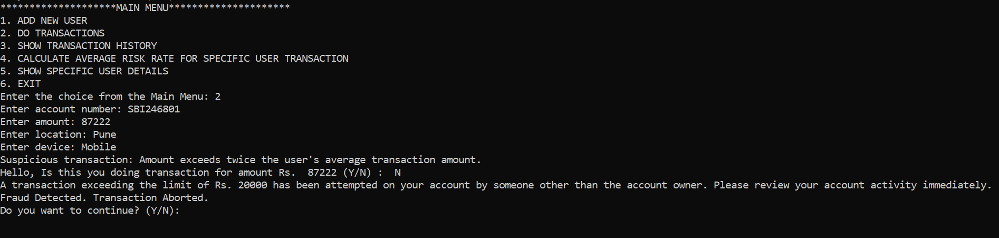 ********************MAIN MENU*********************
1. ADD NEW USER
2. DO TRANSACTIONS
3. SHOW TRANSACTION HISTORY
4. CALCULATE AVERAGE RISK RATE FOR SPECIFIC USER TRANSACTION
5. SHOW SPECIFIC USER DETAILS
6. EXIT
Enter the choice from the Main Menu: 2
Enter account number: SBI246801
Enter amount: 87222
Enter location: Pune
Enter device: Mobile
Suspicious transaction: Amount exceeds twice the user's average transaction amount.
Hello, Is this you doing transaction for amount Rs.  87222 (Y/N) :  N
A transaction exceeding the limit of Rs. 20000 has been attempted on your account by someone other than the account owner. Please review your account activity immediately.
Fraud Detected. Transaction Aborted.
Do you want to continue? (Y/N):